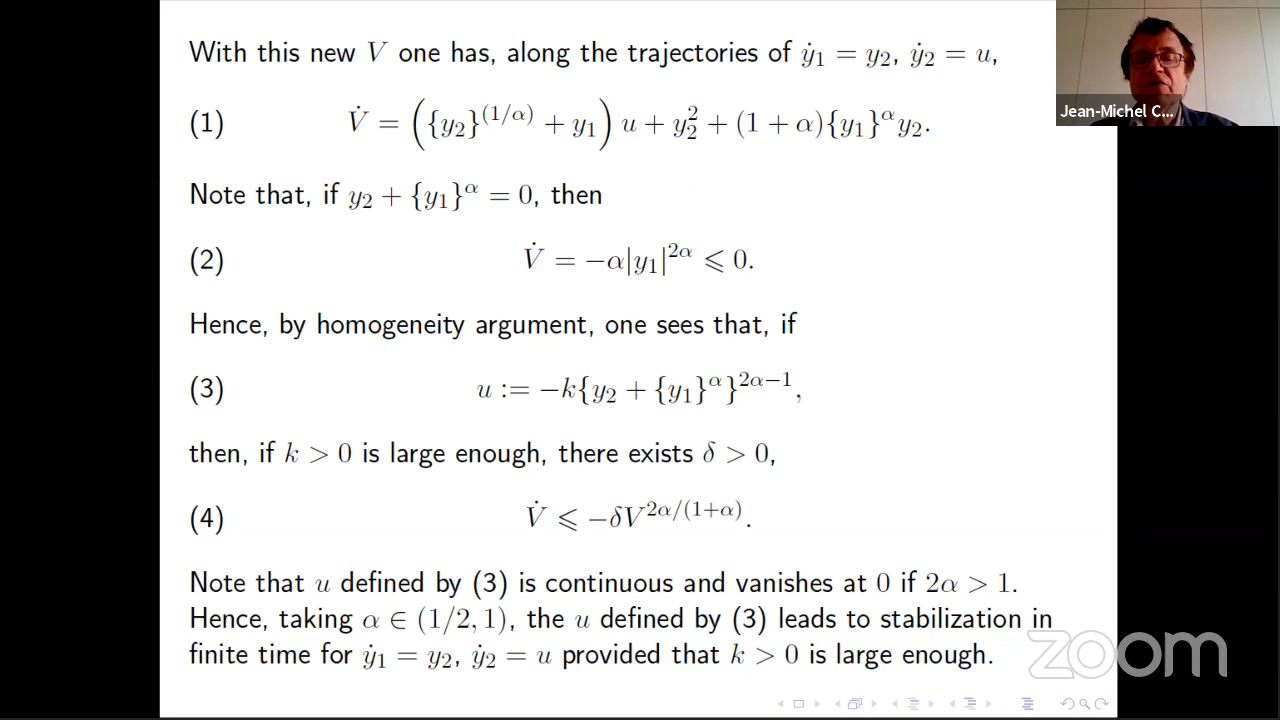 With this new V one has, along the trajectories of ẏ₁ = y₂, ẏ₂ = u,
(1) V̇ = ({y₂}^(1/α) + y₁) u + y₂² + (1 + α){y₁}^α y₂.
Note that, if y₂ + {y₁}^α = 0, then
(2) V̇ = −α|y₁|^2α ⩽ 0.
Hence, by homogeneity argument, one sees that, if
(3) u := −k{y₂ + {y₁}^α}^2α−1,
then, if k > 0 is large enough, there exists δ > 0,
(4) V̇ ⩽ −δV^2α/(1+α).
Note that u defined by (3) is continuous and vanishes at 0 if 2α > 1.
Hence, taking α ∈ (1/2, 1), the u defined by (3) leads to stabilization in
finite time for ẏ₁ = y₂, ẏ₂ = u provided that k > 0 is large enough.
Jean-Michel C...
zoom